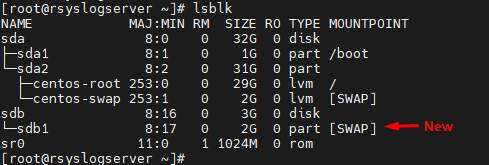 [root@rsyslogserver ~]# lsblk
NAME            MAJ:MIN RM  SIZE RO TYPE MOUNTPOINT
sda               8:0    0   32G  0 disk
├─sda1            8:1    0    1G  0 part /boot
└─sda2            8:2    0   31G  0 part
  ├─centos-root 253:0    0   29G  0 lvm  /
  └─centos-swap 253:1    0    2G  0 lvm  [SWAP]
sdb               8:16   0    3G  0 disk
└─sdb1            8:17   0    2G  0 part [SWAP] New
sr0              11:0    1 1024M  0 rom
[root@rsyslogserver ~]#